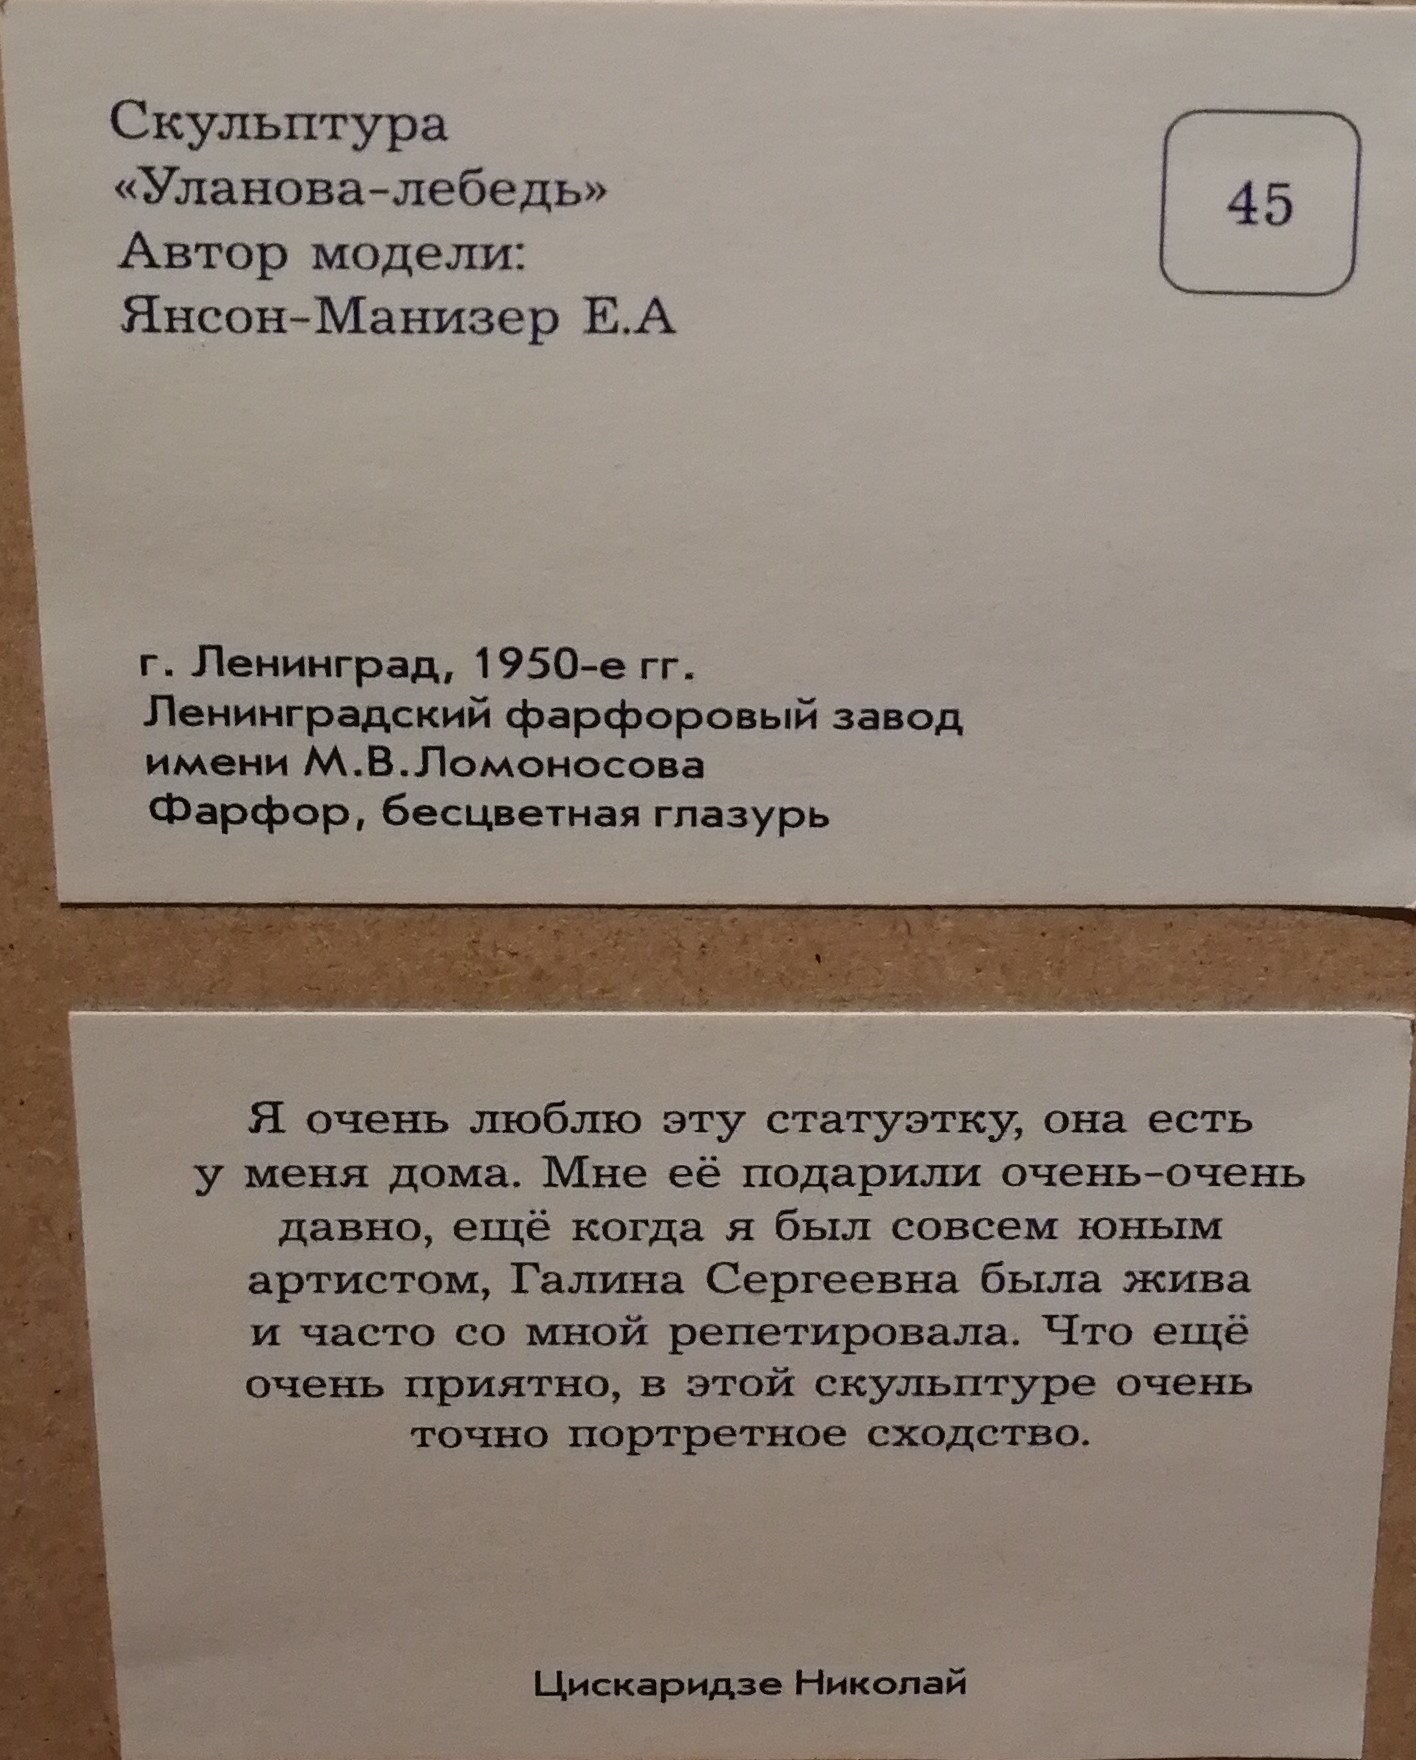 Скульптура
«Уланова-лебедь»
Автор модели:
Янсон-Манизер Е.А
45
г. Ленинград, 1950-е гг.
Ленинградский фарфоровый завод
имени М.В.Ломоносова
Фарфор, бесцветная глазурь
Я очень люблю эту статуэтку, она есть
у меня дома. Мне её подарили очень-очень
давно, ещё когда я был совсем юным
артистом, Галина Сергеевна была жива
и часто со мной репетировала. Что ещё
очень приятно, в этой скульптуре очень
точно портретное сходство.
Цискаридзе Николай